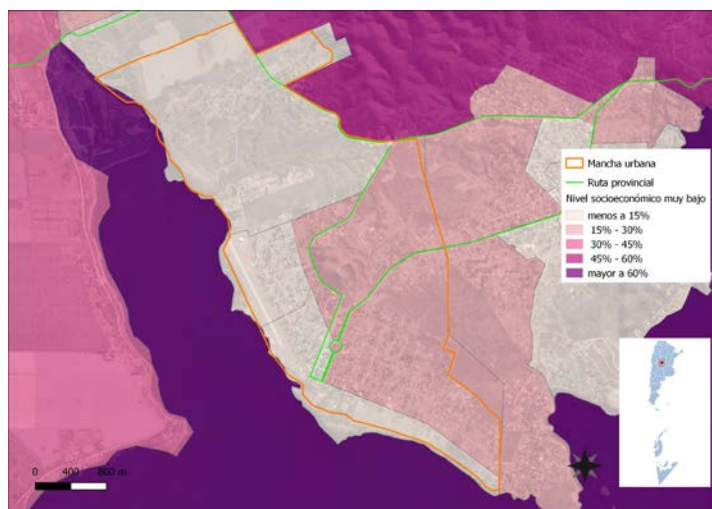 Mancha urbana
Ruta provincial
Nivel socioeconómico muy bajo
menos a 15%
15% - 30%
30% - 45%
45% - 60%
mayor a 60%
0 400 800 m